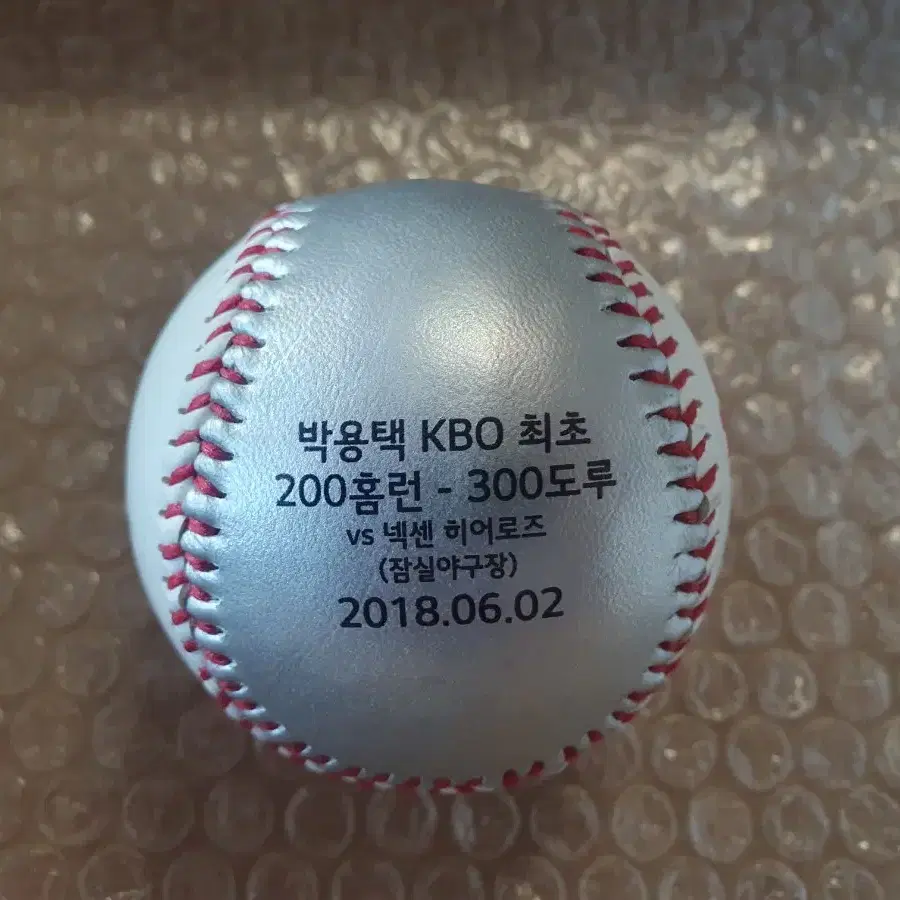 박용택 KBO 최초
200홈런 - 300도루
vs 넥센 히어로즈
(잠실야구장)
2018.06.02